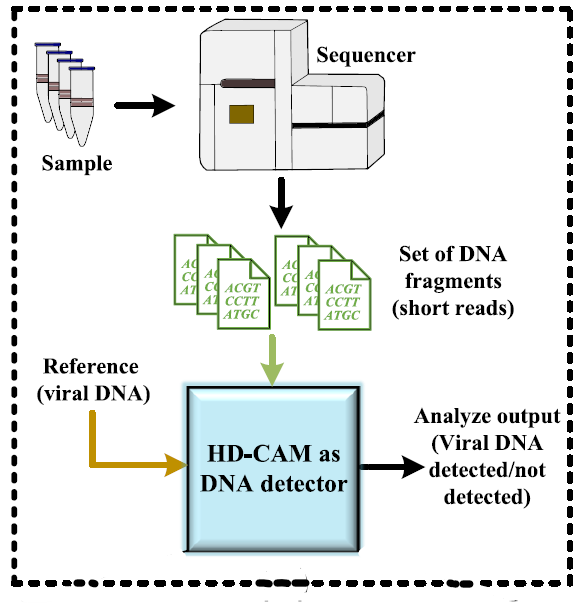 Sequencer
Sample
ACGT
CCTT
ATGC
ACGT
CCTT
ATGC
Set of DNA
fragments
(short reads)
Reference
(viral DNA)
HD-CAM as
DNA detector
Analyze output
(Viral DNA
detected/not
detected)